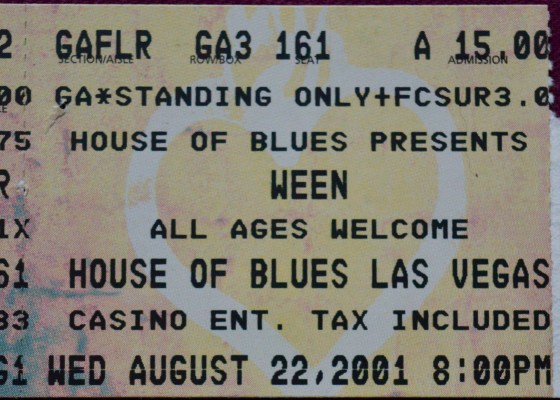 2 GAFLR GA3 161 A 15.00
SECTION/AISLE ROW/BOX SEAT ADMISSION
00 GA*STANDING ONLY+FCSUR3.0
75 HOUSE OF BLUES PRESENTS
R WEEN
1X ALL AGES WELCOME
61 HOUSE OF BLUES LAS VEGAS
83 CASINO ENT. TAX INCLUDED
G1 WED AUGUST 22,2001 8:00PM